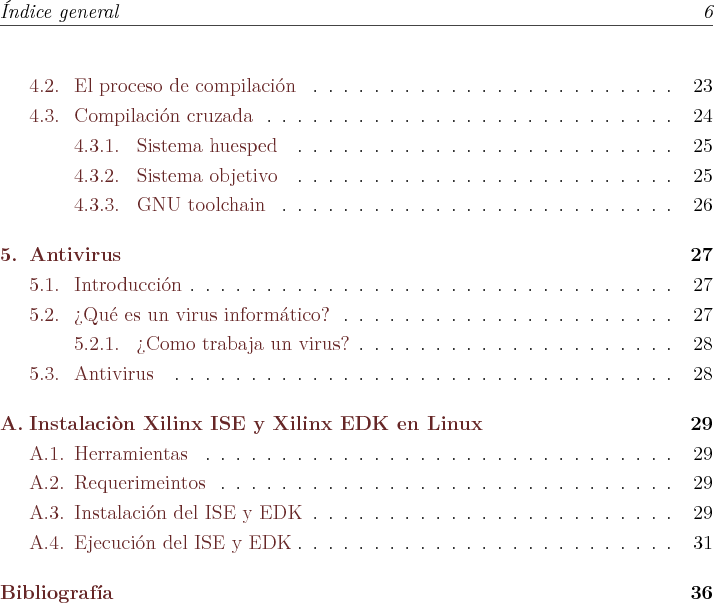 Índice general 6
4.2. El proceso de compilación . . . . . . . . . . . . . . . . . . . . . . . . 23
4.3. Compilación cruzada . . . . . . . . . . . . . . . . . . . . . . . . . . . 24
4.3.1. Sistema huesped . . . . . . . . . . . . . . . . . . . . . . . . . 25
4.3.2. Sistema objetivo . . . . . . . . . . . . . . . . . . . . . . . . . 25
4.3.3. GNU toolchain . . . . . . . . . . . . . . . . . . . . . . . . . . 26
5. Antivirus 27
5.1. Introducción . . . . . . . . . . . . . . . . . . . . . . . . . . . . . . . . 27
5.2. ¿Qué es un virus informático? . . . . . . . . . . . . . . . . . . . . . . 27
5.2.1. ¿Como trabaja un virus? . . . . . . . . . . . . . . . . . . . . . 28
5.3. Antivirus . . . . . . . . . . . . . . . . . . . . . . . . . . . . . . . . . 28
A. Instalaciòn Xilinx ISE y Xilinx EDK en Linux 29
A.1. Herramientas . . . . . . . . . . . . . . . . . . . . . . . . . . . . . . . 29
A.2. Requerimeintos . . . . . . . . . . . . . . . . . . . . . . . . . . . . . . 29
A.3. Instalación del ISE y EDK . . . . . . . . . . . . . . . . . . . . . . . . 29
A.4. Ejecución del ISE y EDK . . . . . . . . . . . . . . . . . . . . . . . . . 31
Bibliografía 36